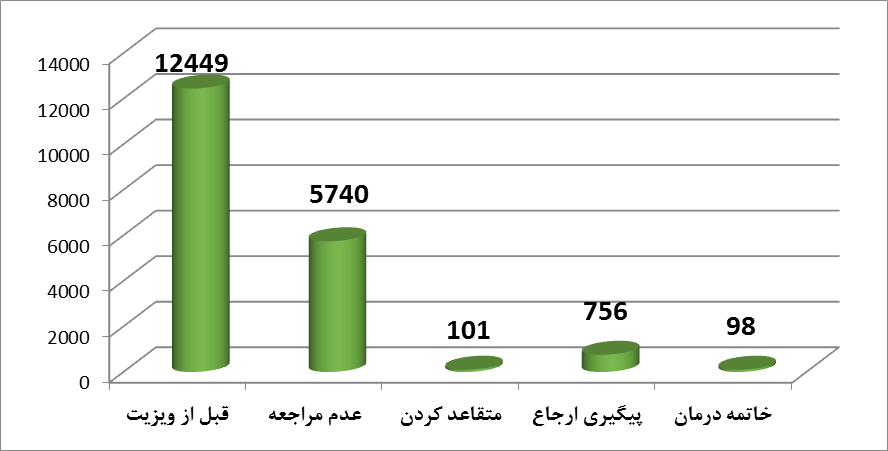 14000
12000
10000
8000
6000
4000
2000
0
12449
5740
101
756
98
قبل از ویزیت
عدم مراجعه
متقاعد کردن
پیگیری ارجاع
خاتمه درمان